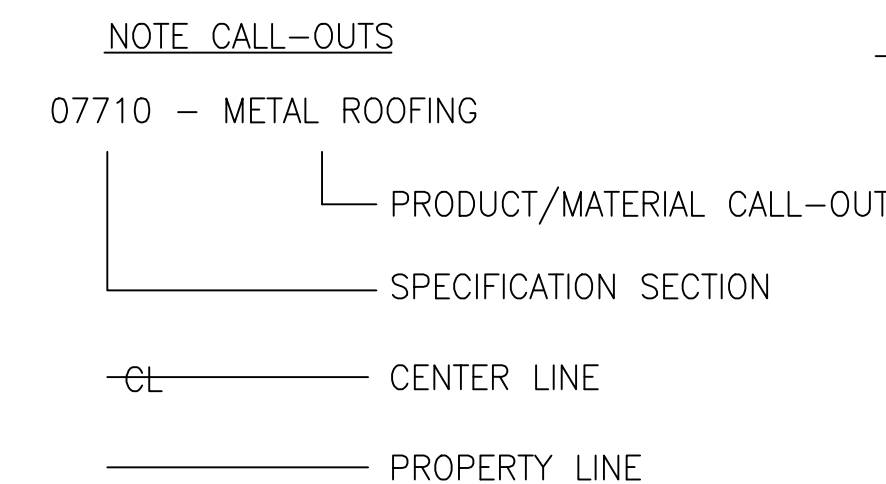 NOTE CALL-OUTS
07710 - METAL ROOFING
PRODUCT/MATERIAL CALL-OUT
SPECIFICATION SECTION
CL CENTER LINE
PROPERTY LINE